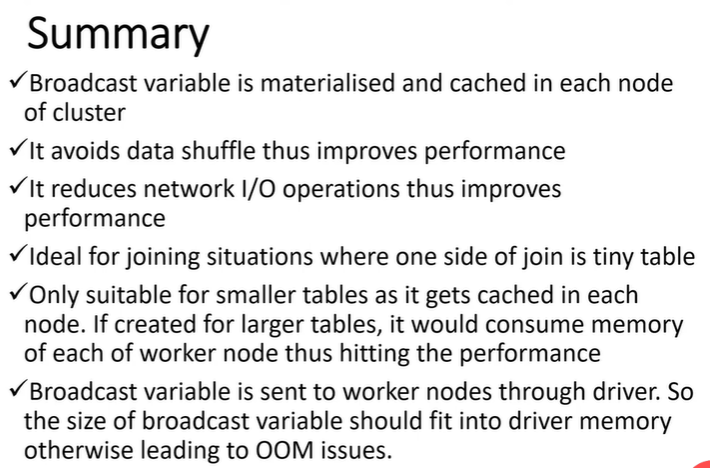 Summary
✓Broadcast variable is materialised and cached in each node
of cluster
✓It avoids data shuffle thus improves performance
✓It reduces network I/O operations thus improves
performance
✓Ideal for joining situations where one side of join is tiny table
✓Only suitable for smaller tables as it gets cached in each
node. If created for larger tables, it would consume memory
of each of worker node thus hitting the performance
✓Broadcast variable is sent to worker nodes through driver. So
the size of broadcast variable should fit into driver memory
otherwise leading to OOM issues.